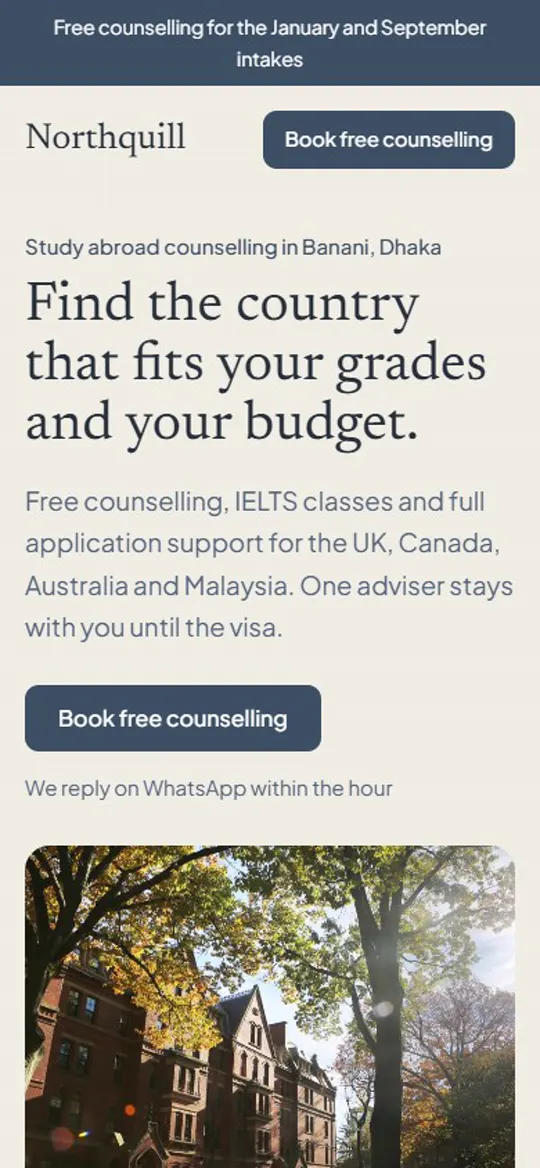 Free counselling for the January and September
intakes
Northquill
Book free counselling
Study abroad counselling in Banani, Dhaka
Find the country
that fits your grades
and your budget.
Free counselling, IELTS classes and full
application support for the UK, Canada,
Australia and Malaysia. One adviser stays
with you until the visa.
Book free counselling
We reply on WhatsApp within the hour